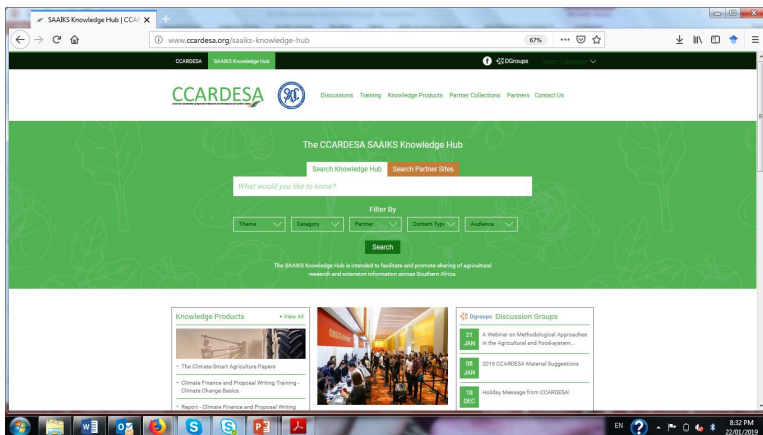 SAAIKS Knowledge Hub | CCAR
www.ccardesa.org/saaiks-knowledge-hub
67%
CCARDESA
SAAIKS Knowledge Hub
DGroups
Select Language
CCARDESA
Discussions Training Knowledge Products Partner Collections Partners Contact Us
The CCARDESA SAAIKS Knowledge Hub
Search Knowledge Hub
Search Partner Sites
What would you like to know?
Filter By
Theme
Category
Partner
Content Type
Audience
Search
The SAAIKS Knowledge Hub is intended to facilitate and promote sharing of agricultural
research and extension information across Southern Africa.
Knowledge Products
View All
The Climate-Smart Agriculture Papers
Climate Finance and Proposal Writing Training -
Climate Change Basics
Report - Climate Finance and Proposal Writing
Dgroups Discussion Groups
21
JAN
A Webinar on Methodological Approaches
in the Agricultural and Food-system...
08
JAN
2019 CCARDESA Material Suggestions
18
DEC
Holiday Message from CCARDESA!
EN
8:32 PM
22/01/2019